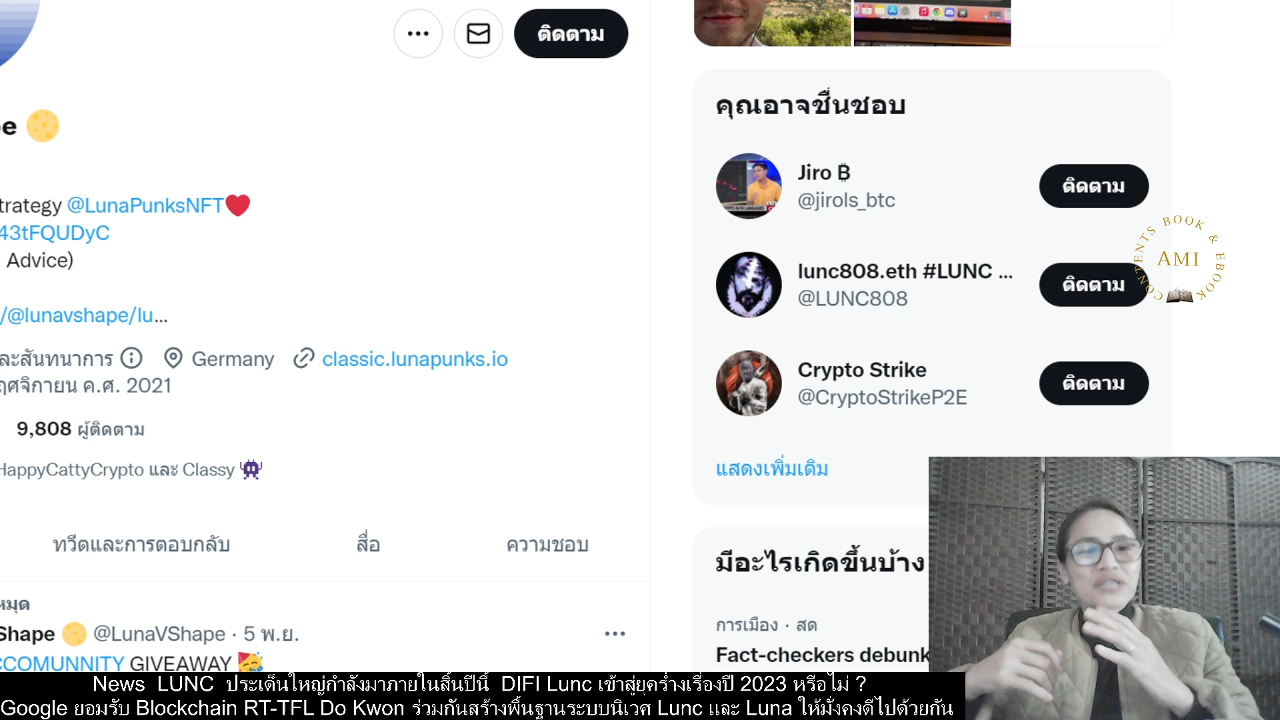 ติดตาม
pe
trategy @LunaPunksNFT
43tFQUDyC
Advice)
/@lunavshape/lu...
ละสันทนาการ Germany classic.lunapunks.io
ฤศจิกายน ค.ศ. 2021
9,808 ผู้ติดตาม
HappyCattyCrypto และ Classy
ทวีตและการตอบกลับ สื่อ ความชอบ
หมุด
Shape @LunaVShape · 5 พ.ย.
CCOMUNNITY GIVEAWAY
คุณอาจชื่นชอบ
Jiro ₿
@jirols_btc
ติดตาม
lunc808.eth #LUNC ...
@LUNC808
ติดตาม
Crypto Strike
@CryptoStrikeP2E
ติดตาม
แสดงเพิ่มเติม
มีอะไรเกิดขึ้นบ้าง
การเมือง · สด
Fact-checkers debunk
CONTENTS BOOK & EBOOK
AMI
News LUNC ประเด็นใหญ่กำลังมาภายในสิ้นปีนี้ DIFI Lunc เข้าสู่ยุคร่ำงเรืองปี 2023 หรือไม่ ?
Google ยอมรับ Blockchain RT-TFL Do Kwon ร่วมกันสร้างพื้นฐานระบบนิเวศ Lunc และ Luna ให้มั่งคงดีไปด้วยกัน